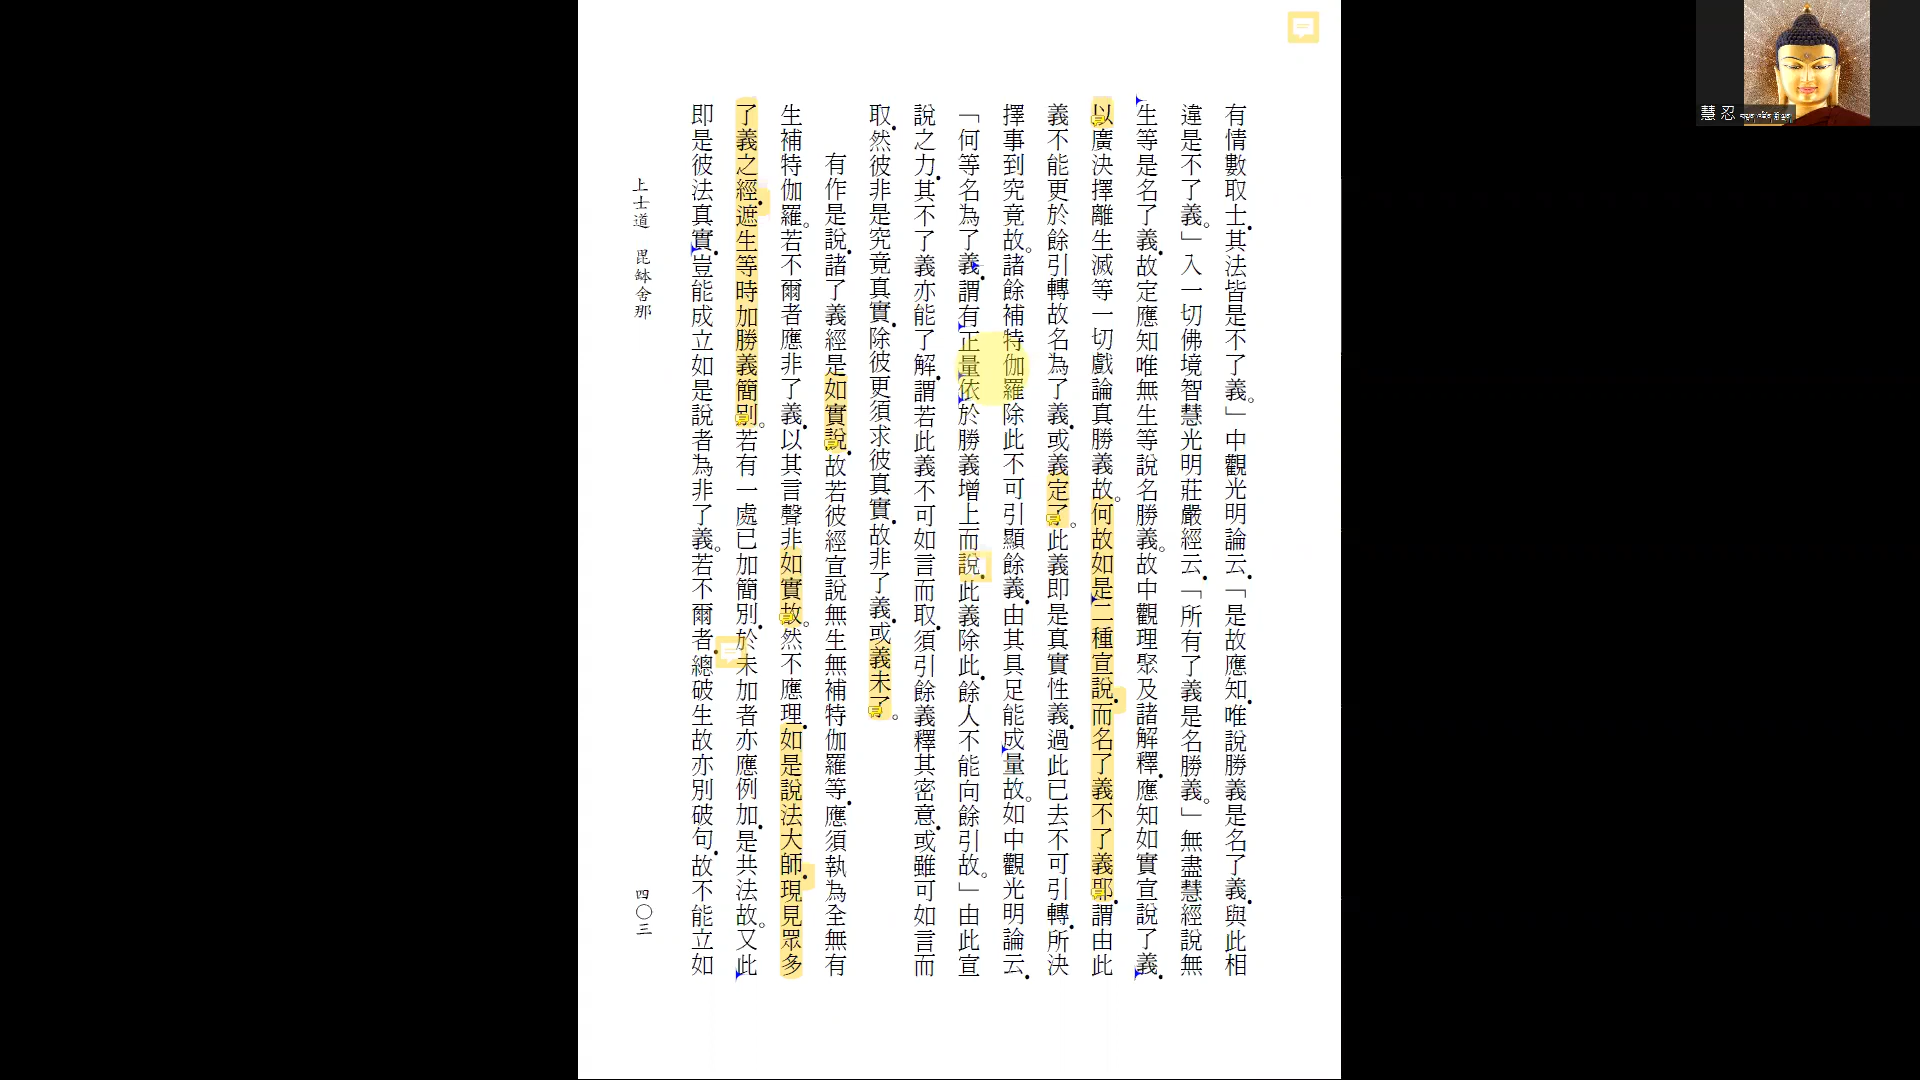 有情數取士，其法皆是不了義。」中觀光明論云，「是故應知，唯說勝義是名了義，與此相
違是不了義。」入一切佛境智慧光明莊嚴經云，「所有了義是名勝義。」無盡慧經說無
生等是名了義，故定應知唯無生等說名勝義。故中觀理聚及諸解釋，應知如實宣說了義，
以廣決擇離生滅等一切戲論真勝義故。何故如是二種宣說，而名了義不了義耶，謂由此
義不能更於餘引轉故名為了義，或義定了。此義即是真實性義，過此已去不可引轉，所決
擇事到究竟故。諸餘補特伽羅除此不可引顯餘義，由其具足能成量故。如中觀光明論云，
「何等名為了義，謂有正量依於勝義增上而說，此義除此，餘人不能向餘引故。」由此宣
說之力，其不了義亦能了解，謂若此義不可如言而取，須引餘義釋其密意，或雖可如言而
取，然彼非是究竟真實，除彼更須求彼真實，故非了義，或義未了。
有作是說，諸了義經是如實說，故若彼經宣說無生無補特伽羅等，應須執為全無有
生補特伽羅。若不爾者應非了義，以其言聲非如實故。然不應理，如是說法大師，現見眾多
了義之經，遮生等時加勝義簡別。若有一處已加簡別，於未加者亦應例加，是共法故。又此
即是彼法真實，豈能成立如是說者為非了義。若不爾者，總破生故亦別破句，故不能立如
上士道　毘缽舍那
四〇三
慧 忍